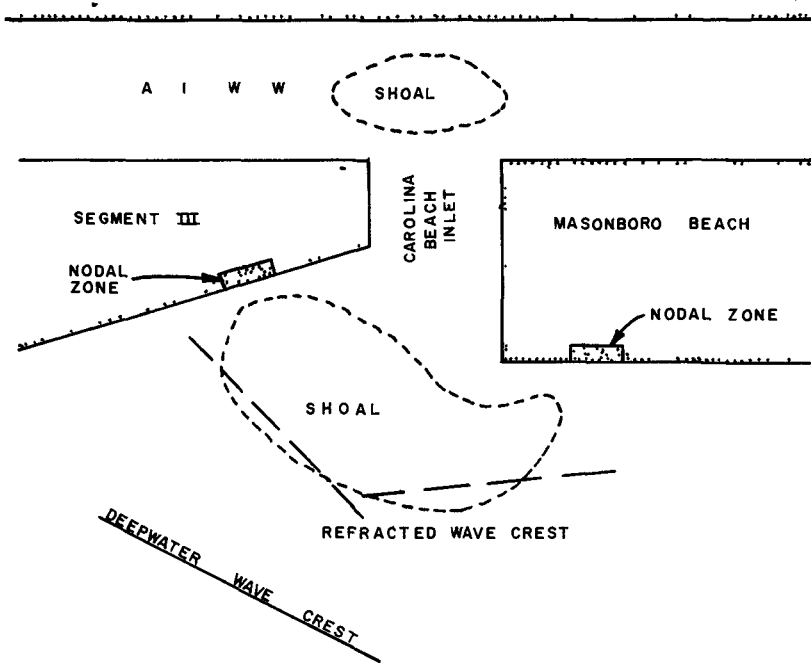 A I W W
SHOAL
CAROLINA
BEACH
INLET
SEGMENT III
MASONBORO BEACH
NODAL
ZONE
NODAL ZONE
SHOAL
REFRACTED WAVE CREST
DEEPWATER WAVE CREST